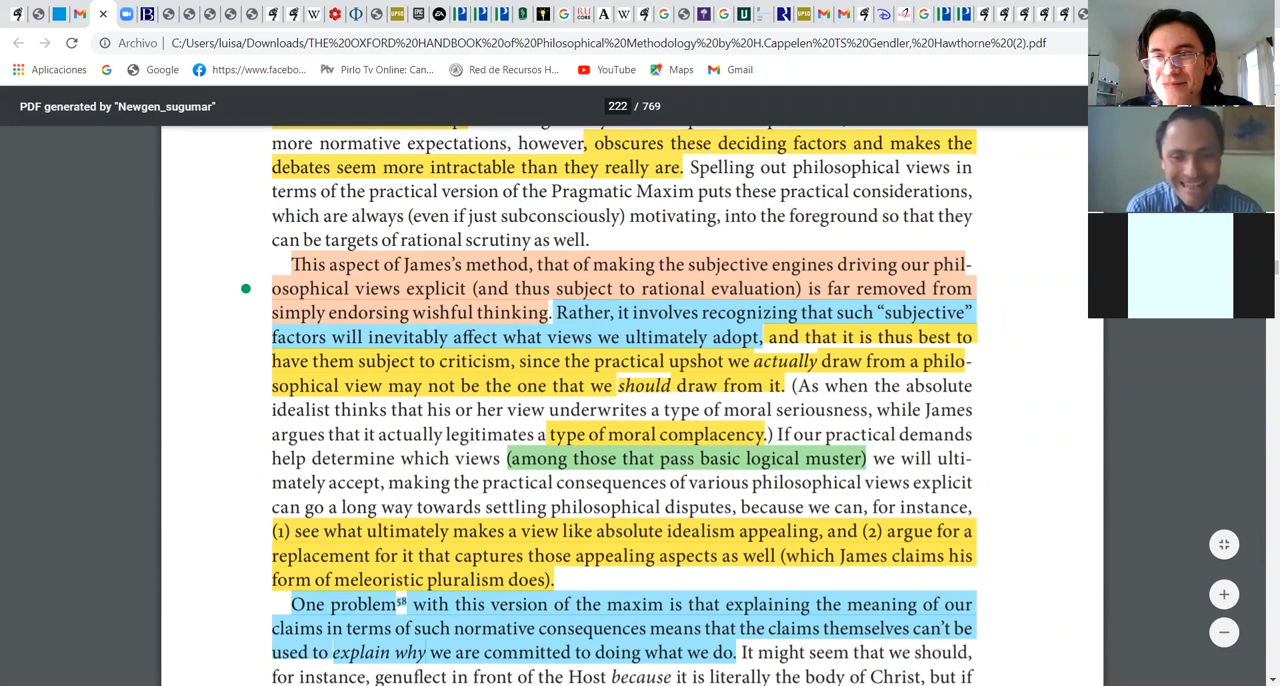 Archivo
C:/Users/luisa/Downloads/THE%20OXFORD%20HANDBOOK%20of%20Philosophical%20Methodology%20by%20H.Cappelen%20TS%20Gendler,%20Hawthorne%20(2).pdf
Aplicaciones
Google
https://www.facebo...
Pirlo Tv Online: Can...
Red de Recursos H...
YouTube
Maps
Gmail
PDF generated by "Newgen_sugumar"
222 / 769
more normative expectations, however, obscures these deciding factors and makes the
debates seem more intractable than they really are. Spelling out philosophical views in
terms of the practical version of the Pragmatic Maxim puts these practical considerations,
which are always (even if just subconsciously) motivating, into the foreground so that they
can be targets of rational scrutiny as well.
This aspect of James's method, that of making the subjective engines driving our phil-
osophical views explicit (and thus subject to rational evaluation) is far removed from
simply endorsing wishful thinking. Rather, it involves recognizing that such “subjective”
factors will inevitably affect what views we ultimately adopt, and that it is thus best to
have them subject to criticism, since the practical upshot we actually draw from a philo-
sophical view may not be the one that we should draw from it. (As when the absolute
idealist thinks that his or her view underwrites a type of moral seriousness, while James
argues that it actually legitimates a type of moral complacency.) If our practical demands
help determine which views (among those that pass basic logical muster) we will ulti-
mately accept, making the practical consequences of various philosophical views explicit
can go a long way towards settling philosophical disputes, because we can, for instance,
(1) see what ultimately makes a view like absolute idealism appealing, and (2) argue for a
replacement for it that captures those appealing aspects as well (which James claims his
form of meleoristic pluralism does).
One problem58 with this version of the maxim is that explaining the meaning of our
claims in terms of such normative consequences means that the claims themselves can't be
used to explain why we are committed to doing what we do. It might seem that we should,
for instance, genuflect in front of the Host because it is literally the body of Christ, but if